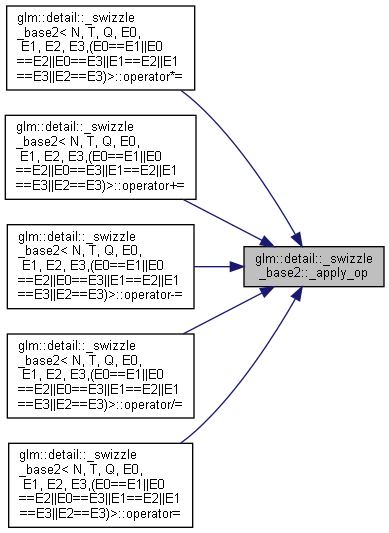 glm::detail::_swizzle
_base2< N, T, Q, E0,
E1, E2, E3,(E0==E1||E0
==E2||E0==E3||E1==E2||E1
==E3||E2==E3)>::operator*=
glm::detail::_swizzle
_base2< N, T, Q, E0,
E1, E2, E3,(E0==E1||E0
==E2||E0==E3||E1==E2||E1
==E3||E2==E3)>::operator+=
glm::detail::_swizzle
_base2< N, T, Q, E0,
E1, E2, E3,(E0==E1||E0
==E2||E0==E3||E1==E2||E1
==E3||E2==E3)>::operator-=
glm::detail::_swizzle
_base2::_apply_op
glm::detail::_swizzle
_base2< N, T, Q, E0,
E1, E2, E3,(E0==E1||E0
==E2||E0==E3||E1==E2||E1
==E3||E2==E3)>::operator/=
glm::detail::_swizzle
_base2< N, T, Q, E0,
E1, E2, E3,(E0==E1||E0
==E2||E0==E3||E1==E2||E1
==E3||E2==E3)>::operator=